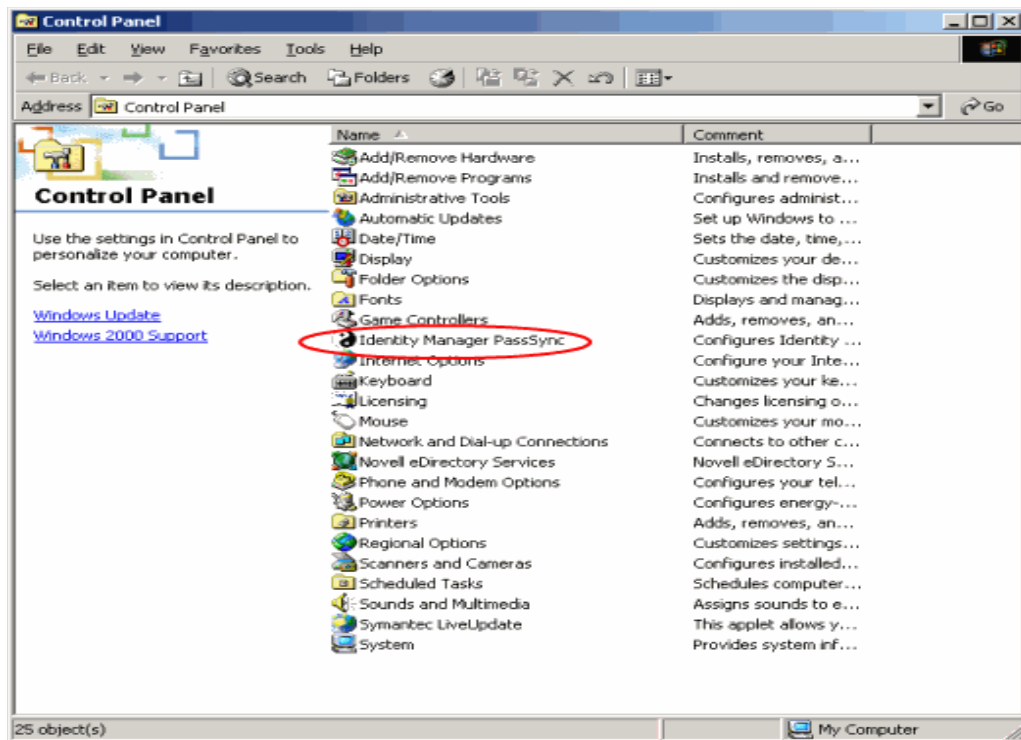 Control Panel
File Edit View Favorites Tools Help
Back Search Folders
Address Control Panel Go
Control Panel
Use the settings in Control Panel to
personalize your computer.
Select an item to view its description.
Windows Update
Windows 2000 Support
Name Comment
Add/Remove Hardware Installs, removes, a...
Add/Remove Programs Installs and remove...
Administrative Tools Configures administ...
Automatic Updates Set up Windows to ...
Date/Time Sets the date, time,...
Display Customizes your de...
Folder Options Customizes the disp...
Fonts Displays and manag...
Game Controllers Adds, removes, an...
Identity Manager PassSync Configures Identity ...
Internet Options Configure your Inte...
Keyboard Customizes your ke...
Licensing Changes licensing o...
Mouse Customizes your mo...
Network and Dial-up Connections Connects to other c...
Novell eDirectory Services Novell eDirectory S...
Phone and Modem Options Configures your tel...
Power Options Configures energy-...
Printers Adds, removes, an...
Regional Options Customizes settings...
Scanners and Cameras Configures installed...
Scheduled Tasks Schedules computer...
Sounds and Multimedia Assigns sounds to e...
Symantec LiveUpdate This applet allows y...
System Provides system inf...
25 object(s) My Computer